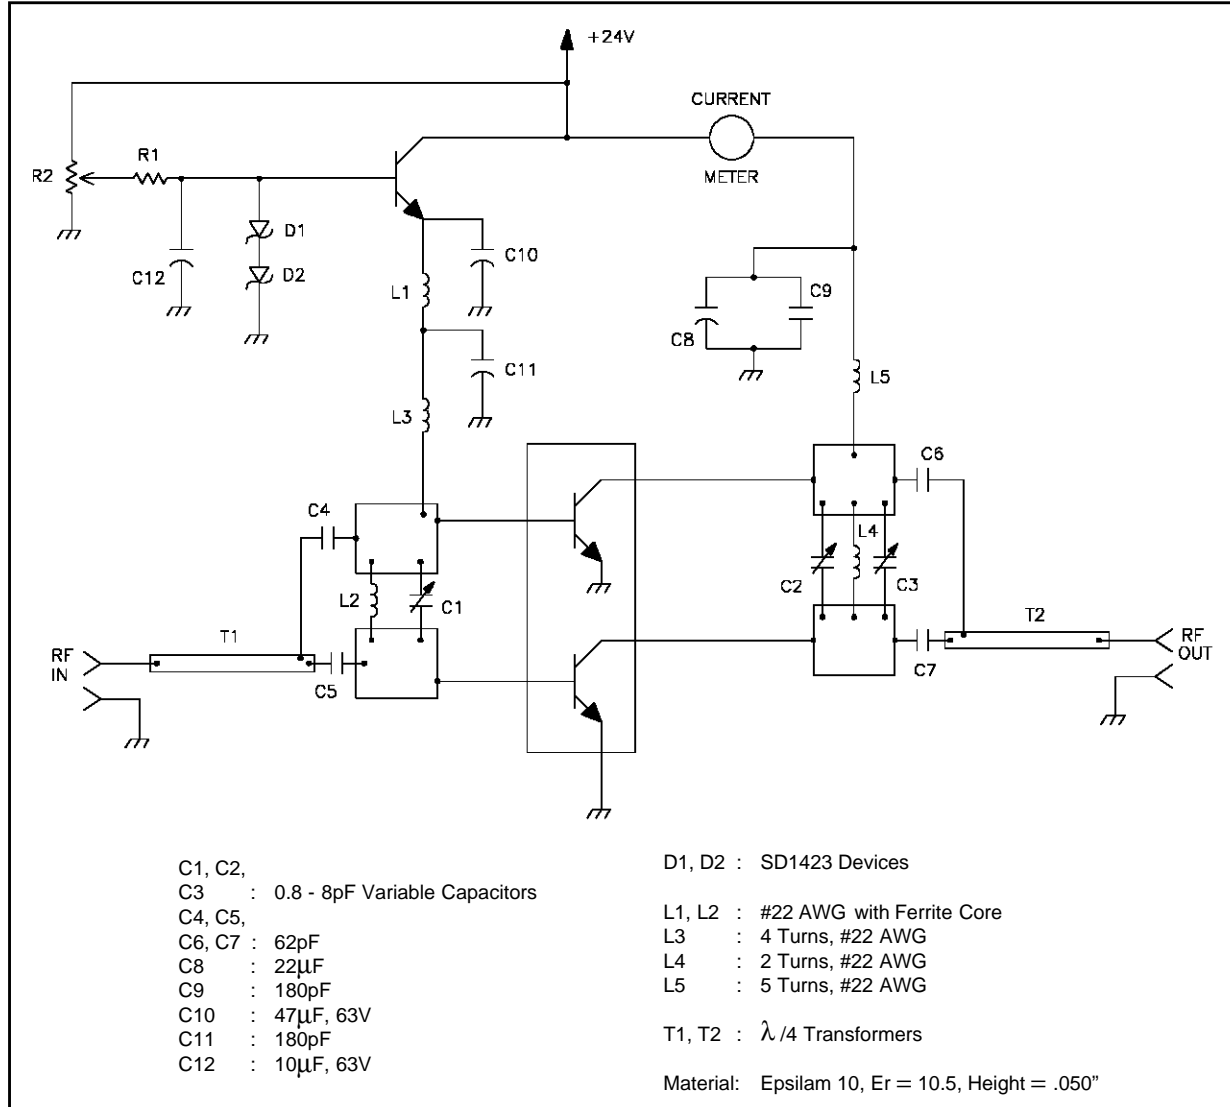 +24V
CURRENT
METER
R1
R2
D1
D2
C12
C10
L1
C11
L3
C9
C8
L5
C6
C4
L4
L2
C1
C2
C3
T1
T2
RF
IN
C5
C7
RF
OUT
C1, C2,
C3 : 0.8 - 8pF Variable Capacitors
C4, C5,
C6, C7 : 62pF
C8 : 22μF
C9 : 180pF
C10 : 47μF, 63V
C11 : 180pF
C12 : 10μF, 63V
D1, D2 : SD1423 Devices
L1, L2 : #22 AWG with Ferrite Core
L3 : 4 Turns, #22 AWG
L4 : 2 Turns, #22 AWG
L5 : 5 Turns, #22 AWG
T1, T2 : λ /4 Transformers
Material: Epsilam 10, Er = 10.5, Height = .050”